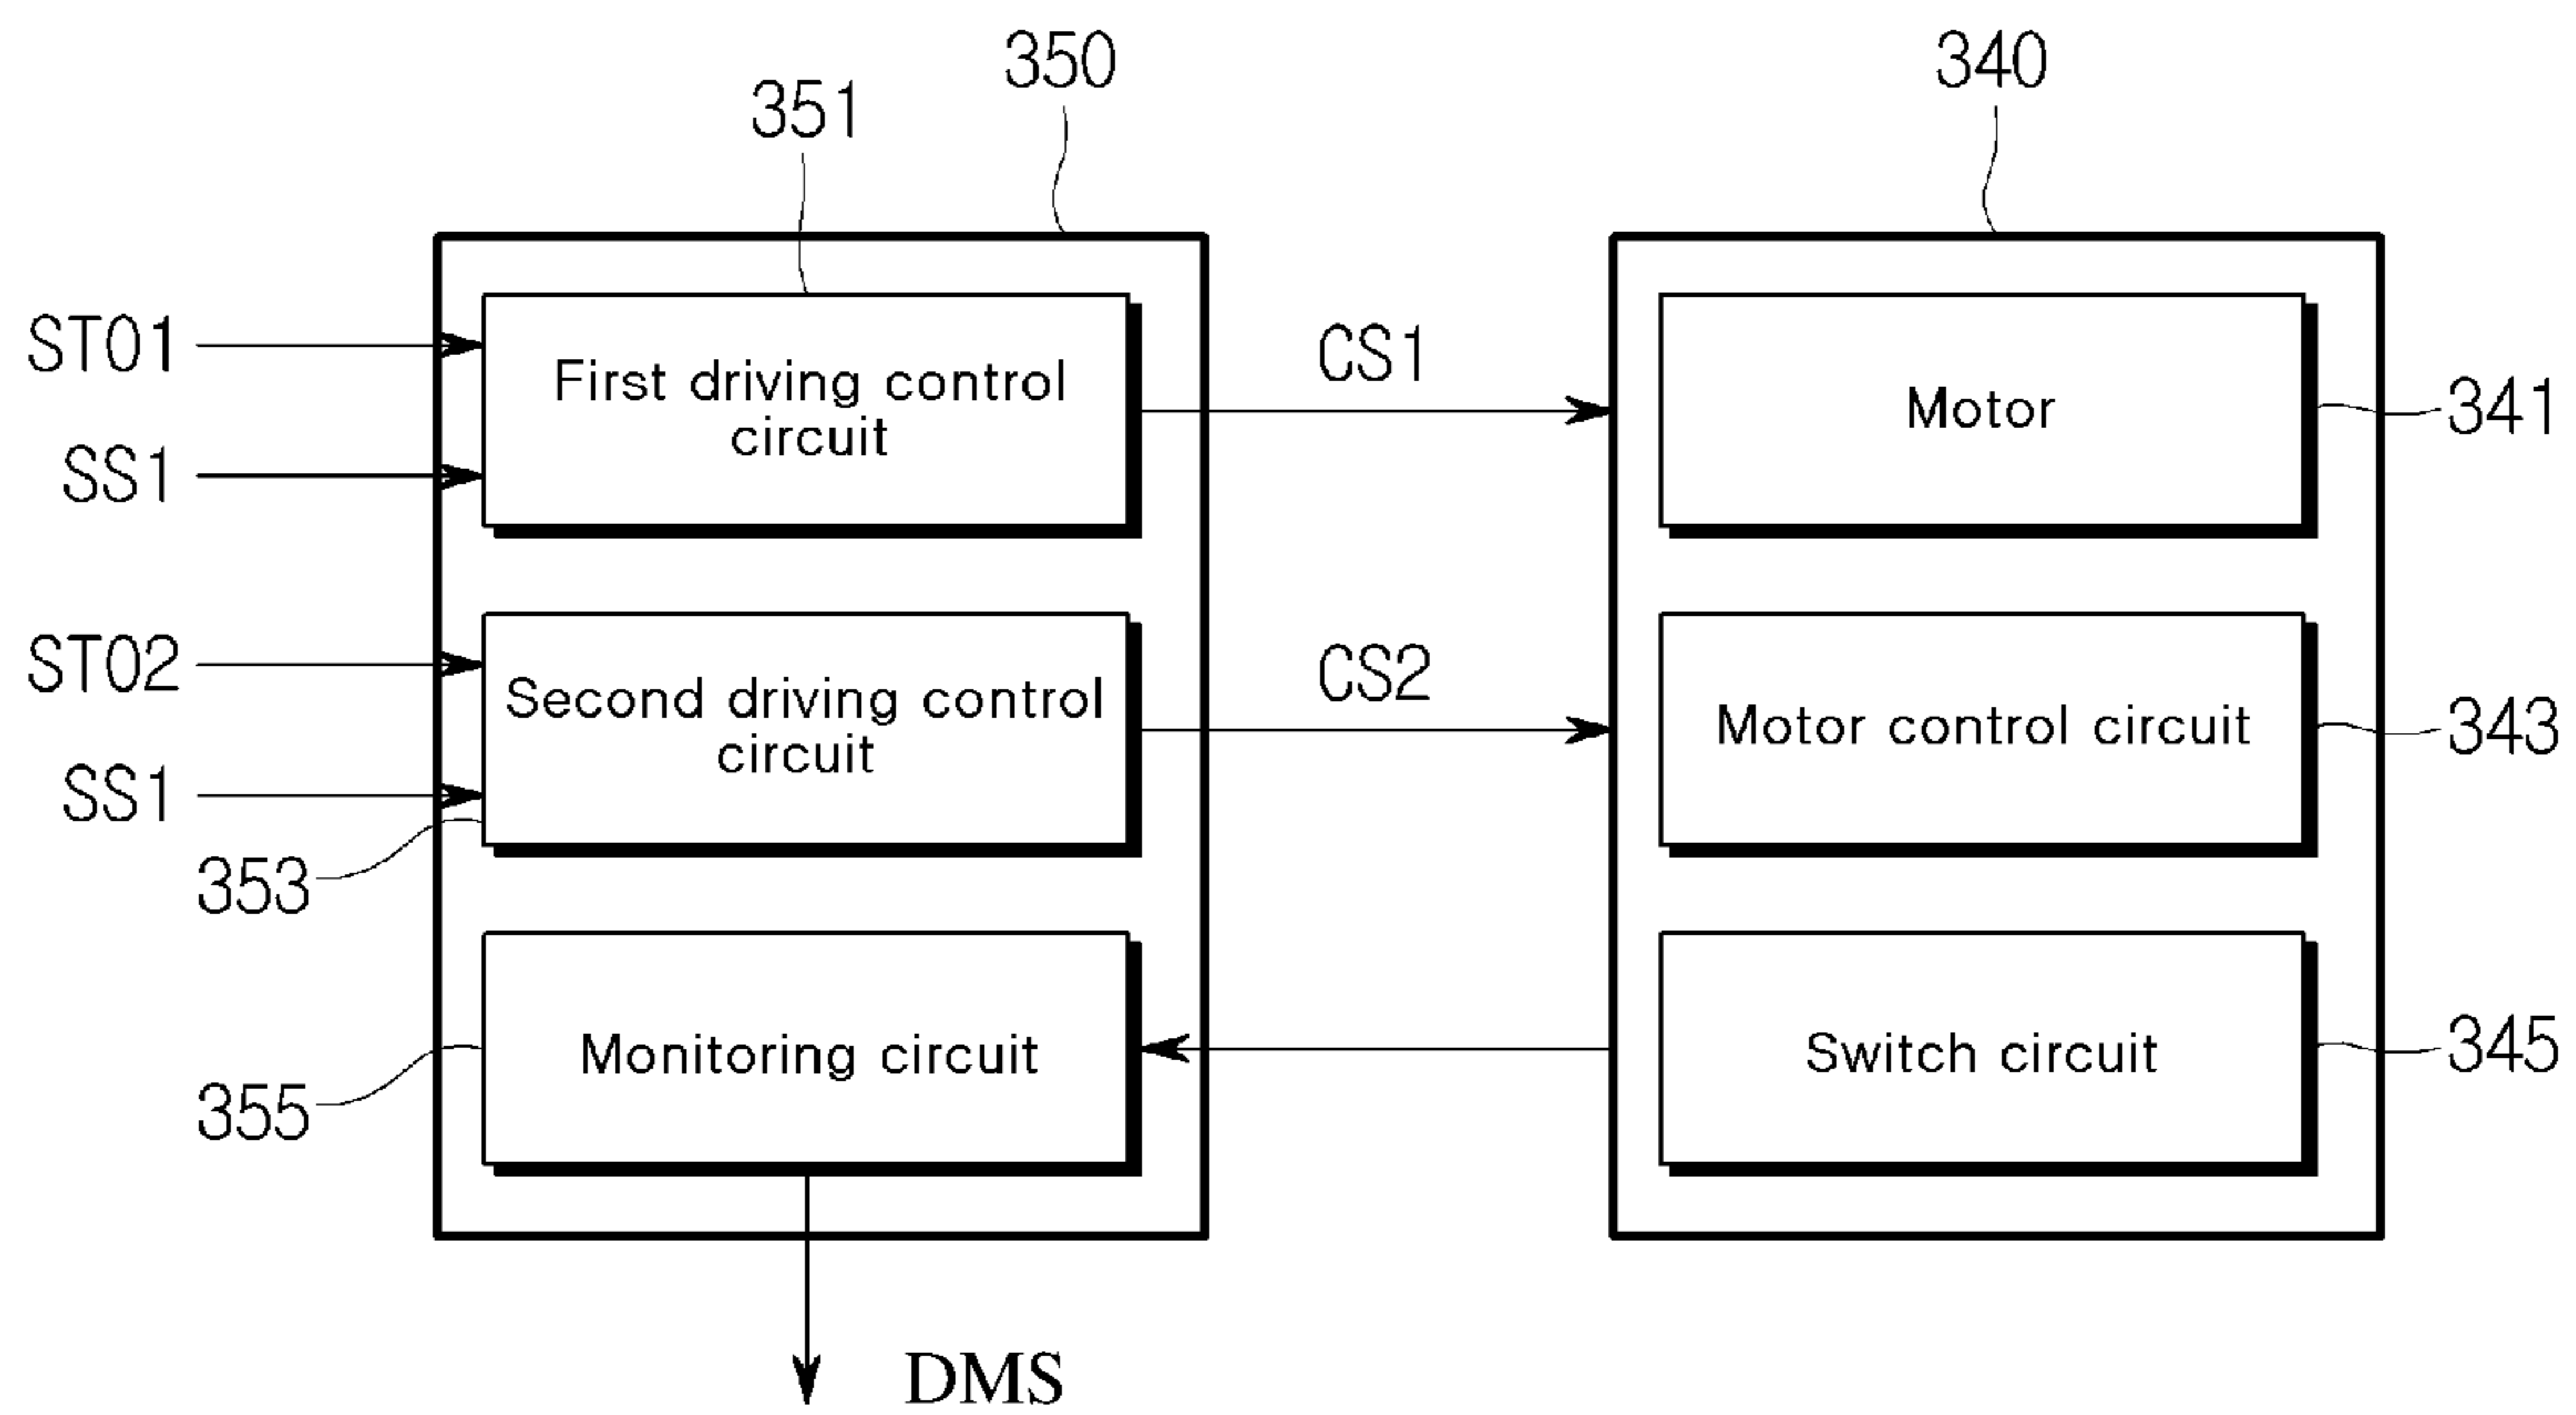 350
340
351
ST01
First driving control
circuit
CS1
Motor
341
SS1
ST02
Second driving control
circuit
CS2
Motor control circuit
343
SS1
353
Monitoring circuit
Switch circuit
345
355
DMS